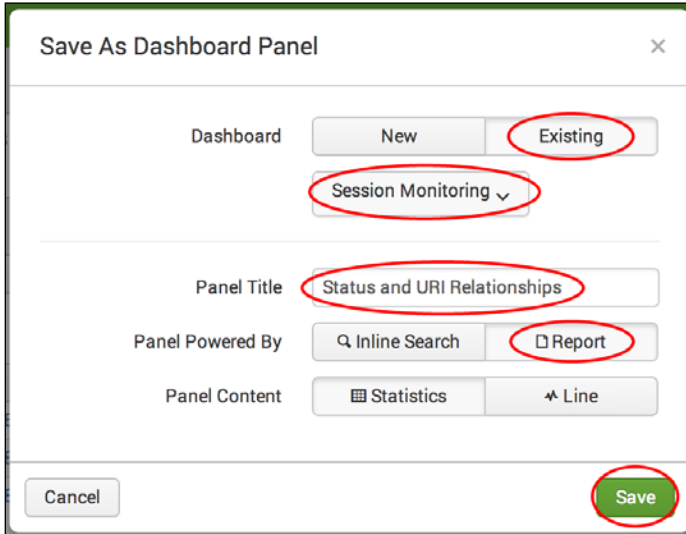 Save As Dashboard Panel
Dashboard New Existing
Session Monitoring
Panel Title Status and URI Relationships
Panel Powered By Inline Search Report
Panel Content Statistics Line
Cancel Save